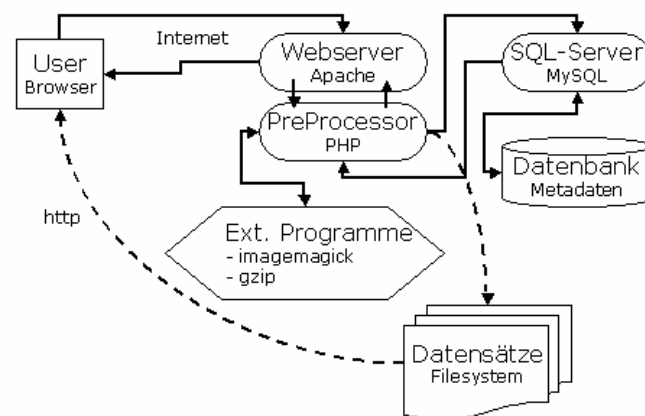 Internet
User
Browser
Webserver
Apache
SQL-Server
MySQL
PreProcessor
PHP
Datenbank
Metadaten
http
Ext. Programme
- imagemagick
- gzip
Datensätze
Filesystem